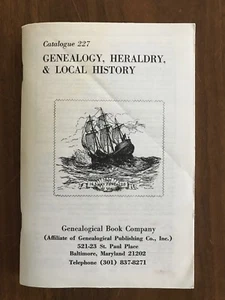 Catalogue 227
GENEALOGY, HERALDRY,
& LOCAL HISTORY
Genealogical Book Company
(Affiliate of Genealogical Publishing Co., Inc.)
521-23 St. Paul Place
Baltimore, Maryland 21202
Telephone (301) 837-8271